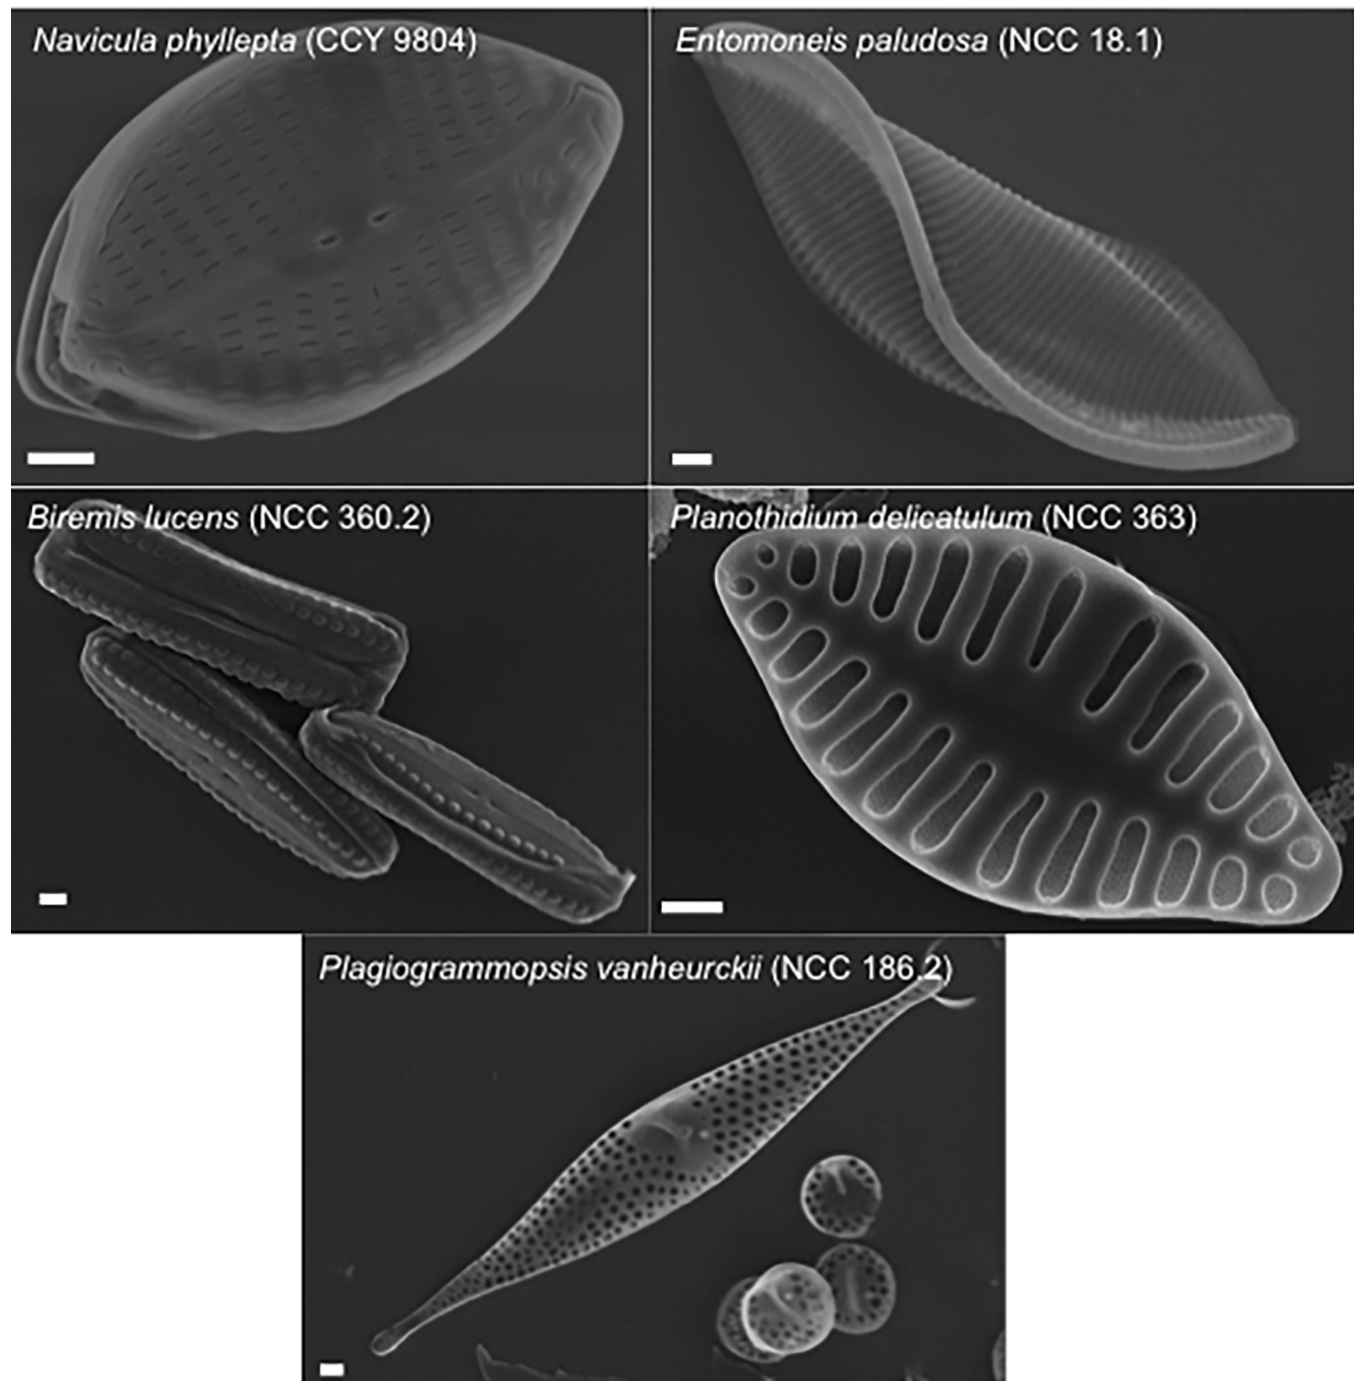 Navicula phyllepta (CCY 9804)
Entomoneis paludosa (NCC 18.1)
Biremis lucens (NCC 360.2)
Planothidium delicatulum (NCC 363)
Plagiogrammopsis vanheurckii (NCC 186.2)